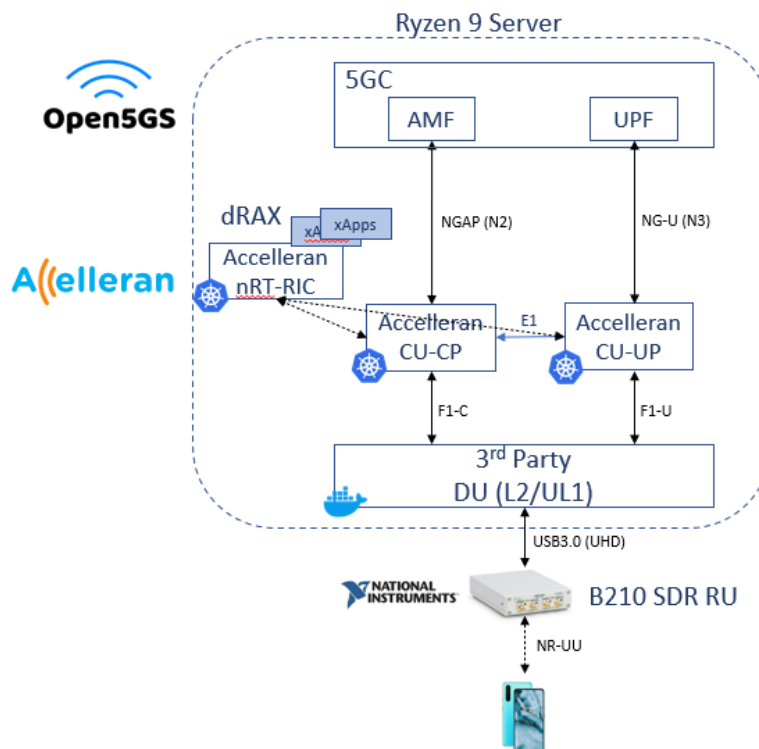 Ryzen 9 Server
Open5GS
5GC
AMF
UPF
NGAP (N2)
NG-U (N3)
dRAX
xApps
xA
Accelleran
nRT-RIC
Accelleran
Accelleran
CU-CP
E1
Accelleran
CU-UP
F1-C
F1-U
3rd Party
DU (L2/UL1)
USB3.0 (UHD)
NATIONAL
INSTRUMENTS
B210 SDR RU
NR-UU